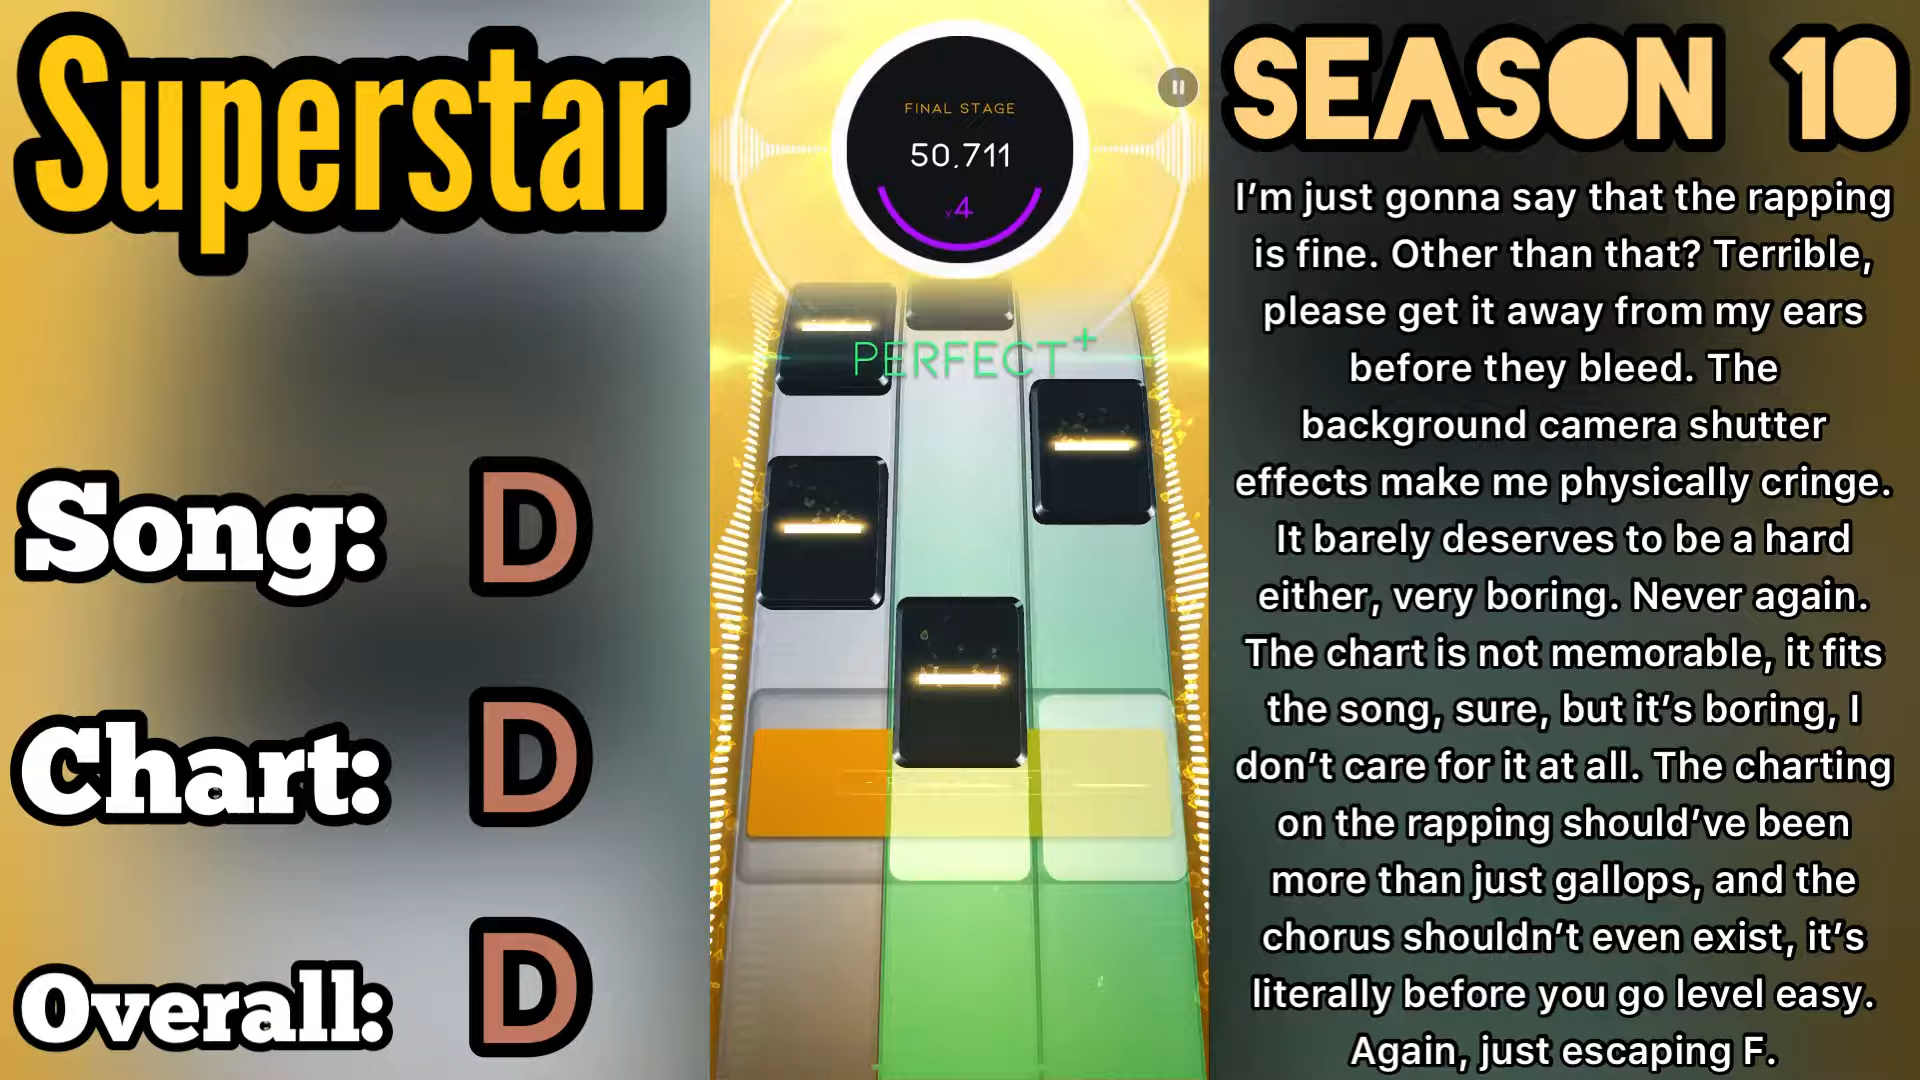 Superstar
Song: D
Chart: D
Overall: D
FINAL STAGE
50,711
x4
PERFECT+
SEASON 10
I’m just gonna say that the rapping
is fine. Other than that? Terrible,
please get it away from my ears
before they bleed. The
background camera shutter
effects make me physically cringe.
It barely deserves to be a hard
either, very boring. Never again.
The chart is not memorable, it fits
the song, sure, but it’s boring, I
don’t care for it at all. The charting
on the rapping should’ve been
more than just gallops, and the
chorus shouldn’t even exist, it’s
literally before you go level easy.
Again, just escaping F.